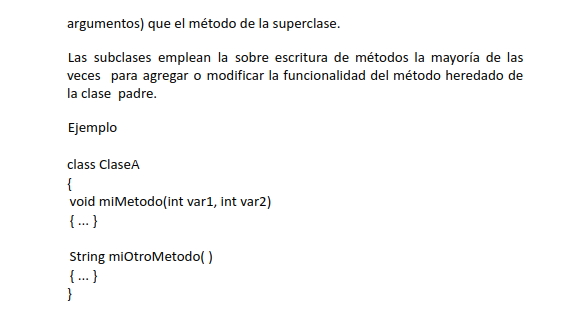 argumentos) que el método de la superclase.
Las subclases emplean la sobre escritura de métodos la mayoría de las
veces para agregar o modificar la funcionalidad del método heredado de
la clase padre.
Ejemplo
class ClaseA
{
void miMetodo(int var1, int var2)
{ ... }
String miOtroMetodo( )
{ ... }
}